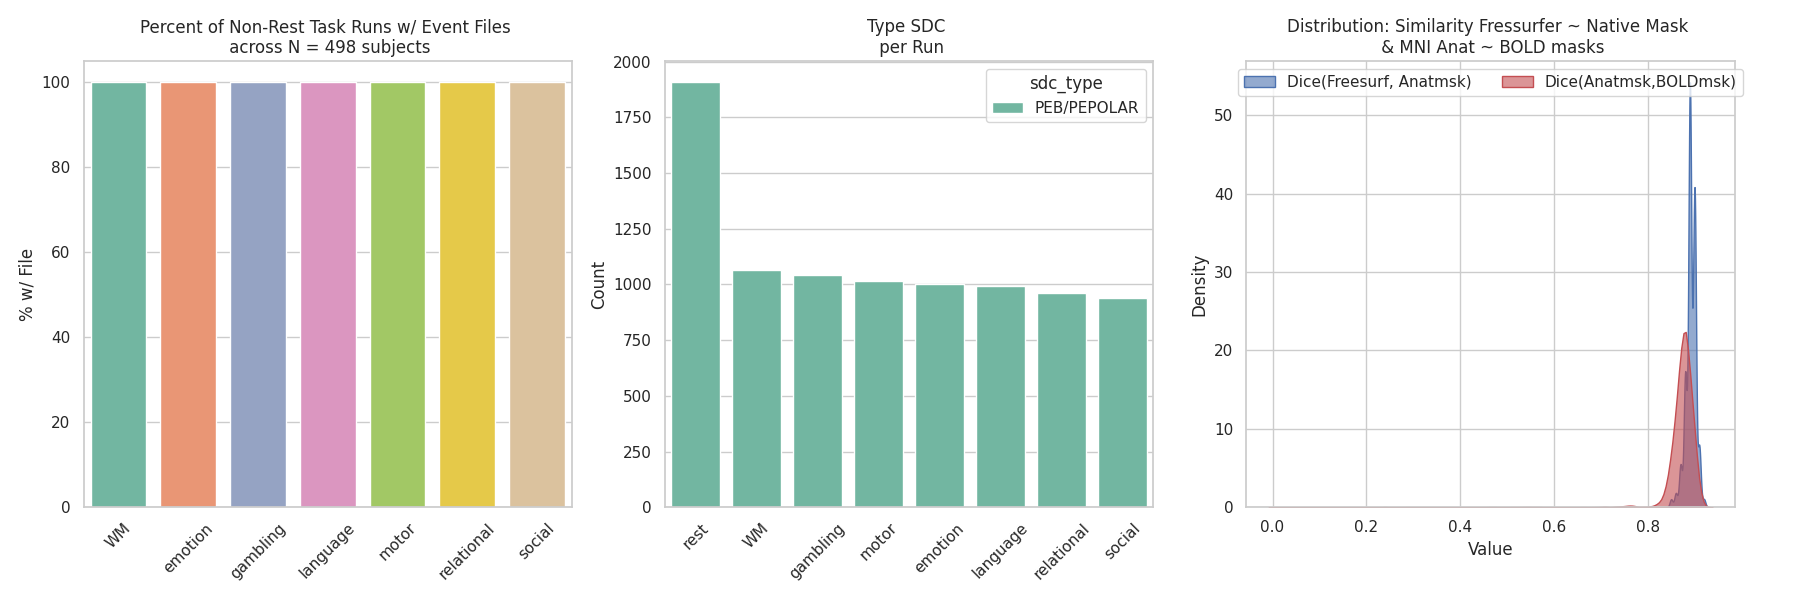 Percent of Non-Rest Task Runs w/ Event Files
across N = 498 subjects
% w/ File
100
80
60
40
20
0
WM
emotion
gambling
language
motor
relational
social
Type SDC
per Run
sdc_type
PEB/PEPOLAR
Count
2000
1750
1500
1250
1000
750
500
250
0
rest
WM
gambling
motor
emotion
language
relational
social
Distribution: Similarity Fressurfer ~ Native Mask
& MNI Anat ~ BOLD masks
Dice(Freesurf, Anatmsk)
Dice(Anatmsk,BOLDmsk)
Density
50
40
30
20
10
0
0.0
0.2
0.4
0.6
0.8
Value